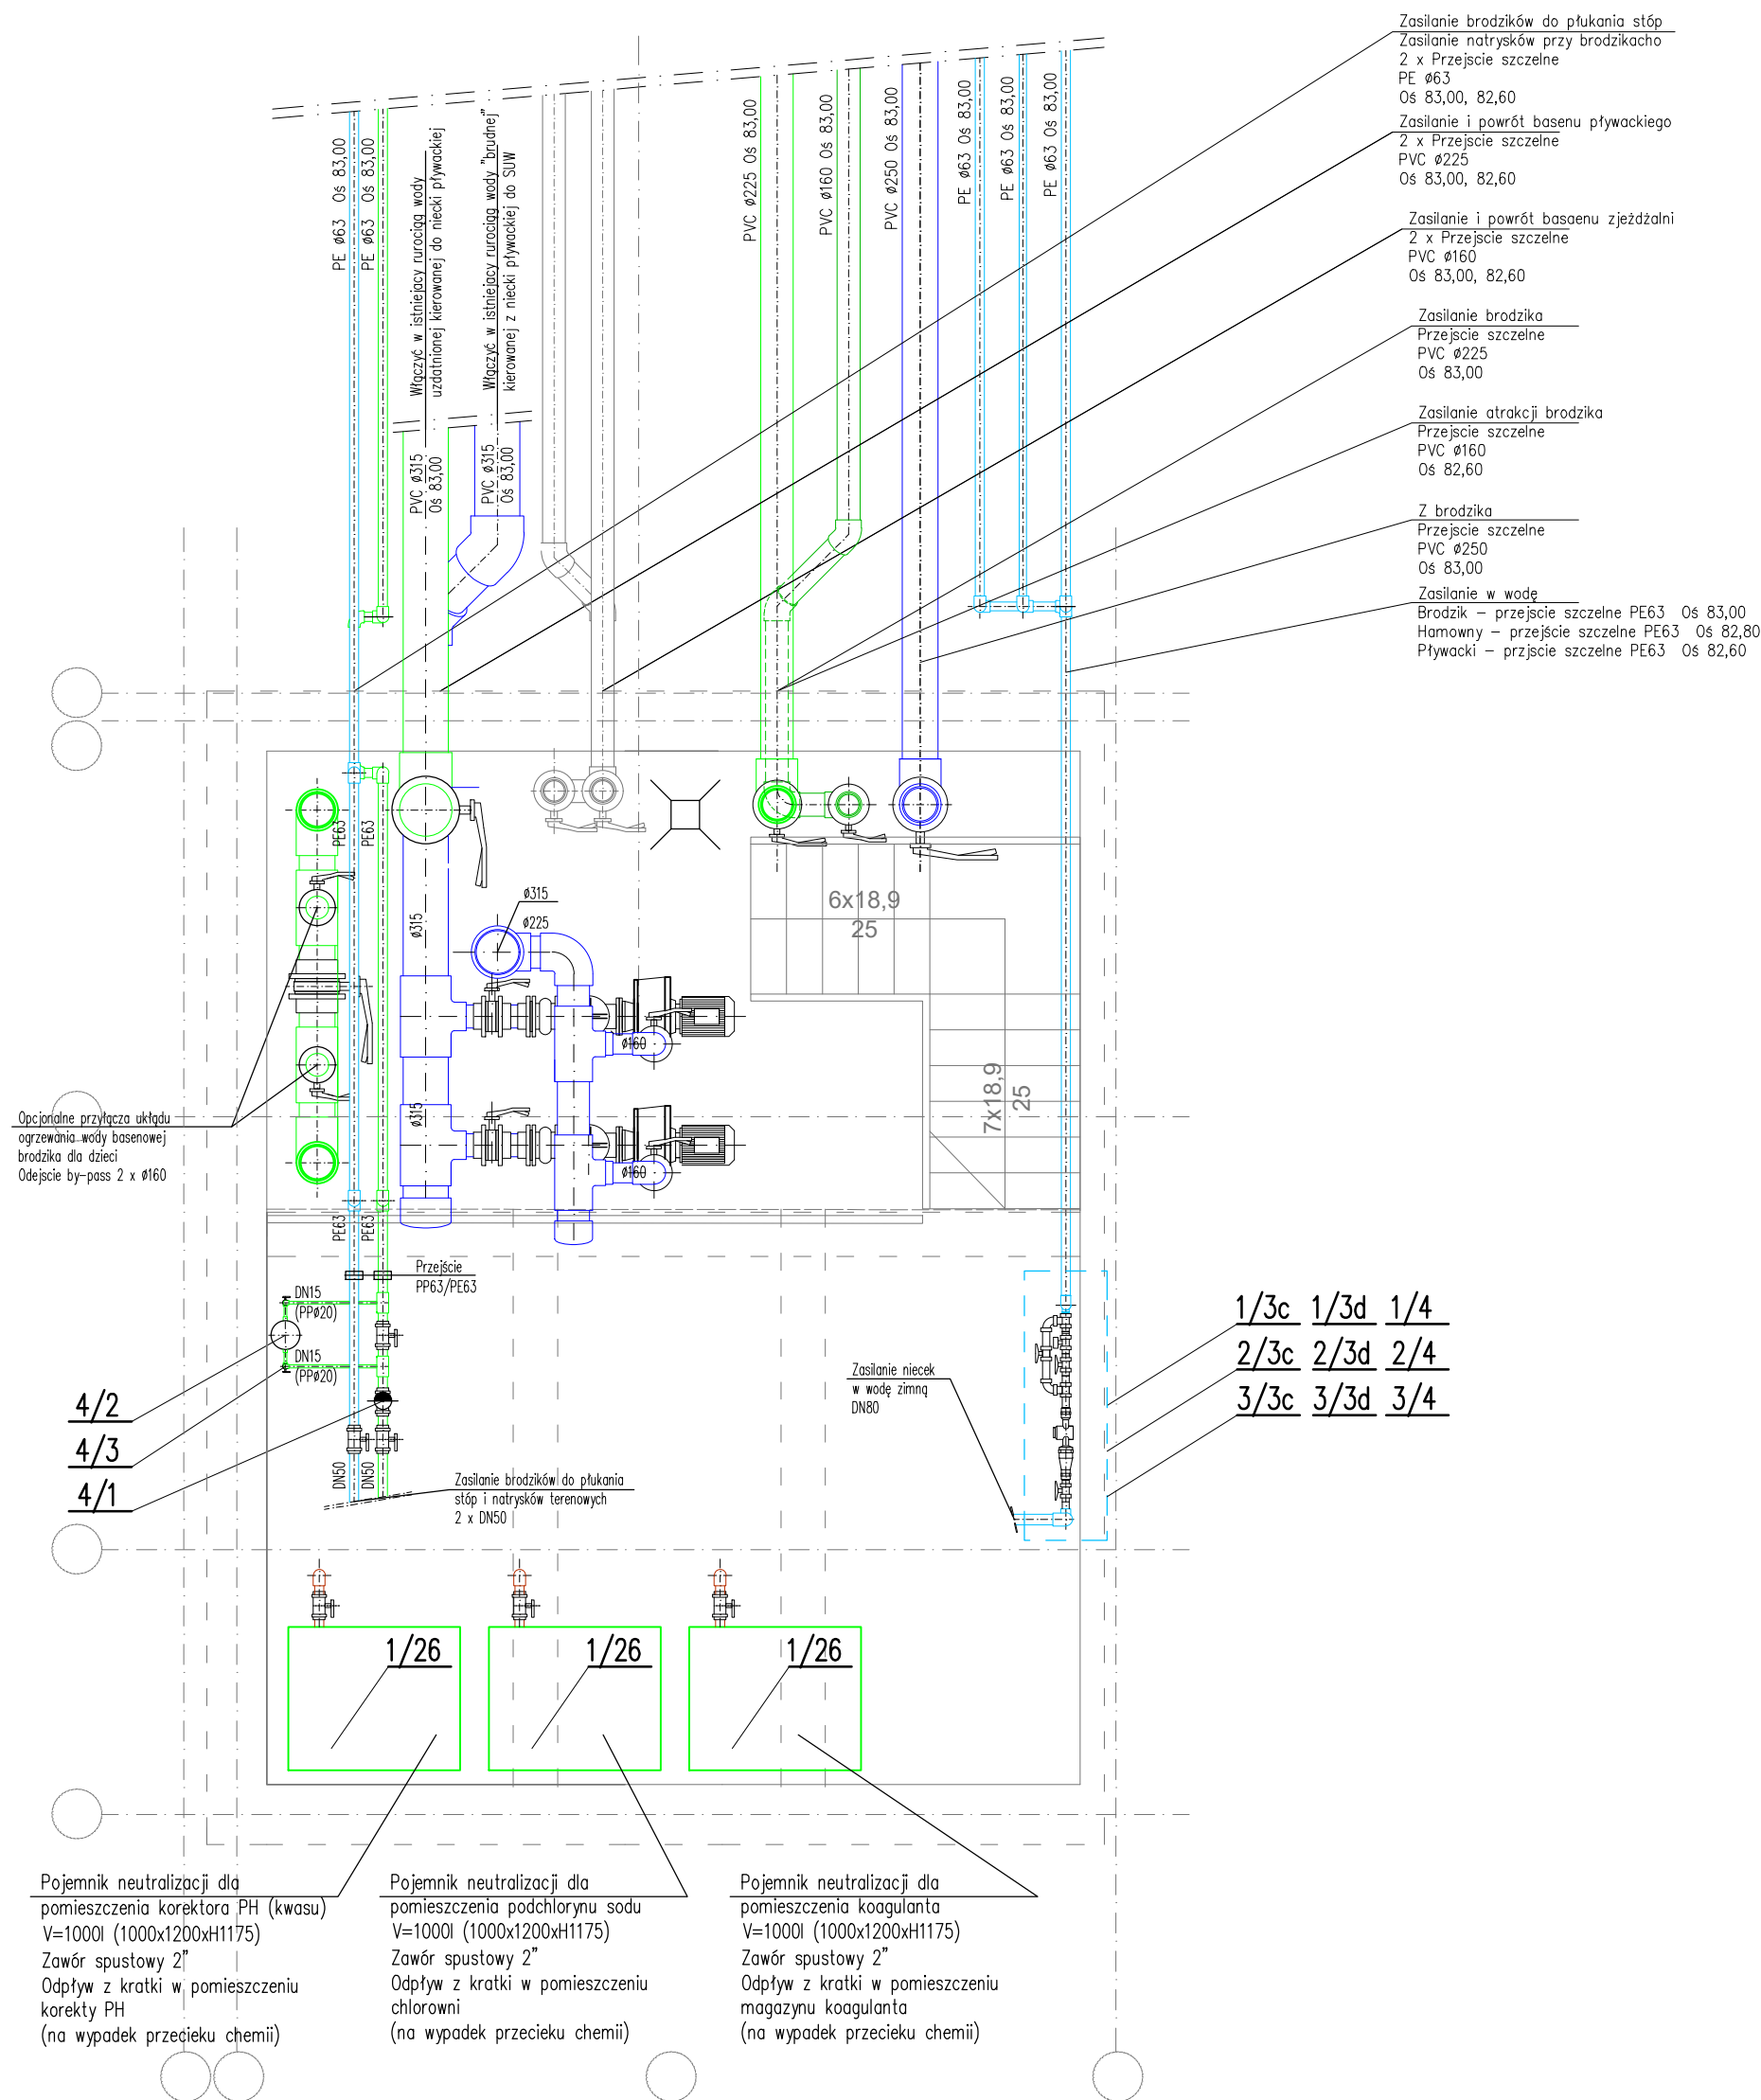 Zasilanie brodzików do płukania stóp
Zasilanie natrysków przy brodzikacho
2 x Przejscie szczelne
PE ø63
Oś 83,00, 82,60
Zasilanie i powrót basenu pływackiego
2 x Przejscie szczelne
PVC ø225
Oś 83,00, 82,60
Zasilanie i powrót basaenu zjeżdżalni
2 x Przejscie szczelne
PVC ø160
Oś 83,00, 82,60
Zasilanie brodzika
Przejscie szczelne
PVC ø225
Oś 83,00
Zasilanie atrakcji brodzika
Przejscie szczelne
PVC ø160
Oś 82,60
Z brodzika
Przejscie szczelne
PVC ø250
Oś 83,00
Zasilanie w wodę
Brodzik – przejscie szczelne PE63 Oś 83,00
Hamowny – przejście szczelne PE63 Oś 82,80
Pływacki – przjscie szczelne PE63 Oś 82,60
PE ø63 Oś 83,00
PE ø63 Oś 83,00
Włączyć w istniejacy rurociąg wody
uzdatnionej kierowanej do niecki pływackiej
Włączyć w istniejacy rurociąg wody "brudnej"
kierowanej z niecki pływackiej do SUW
PVC ø315
Oś 83,00
PVC ø315
Oś 83,00
PVC ø225 Oś 83,00
PVC ø160 Oś 83,00
PVC ø250 Oś 83,00
PE ø63 Oś 83,00
PE ø63 Oś 83,00
PE ø63 Oś 83,00
PE63
PE63
ø315
ø315
ø225
ø160
ø315
ø160
6x18,9
25
7x18,9
25
Opcjonalne przyłącza układu
ogrzewania wody basenowej
brodzika dla dzieci
Odejscie by-pass 2 x ø160
PE63
PE63
Przejście
PP63/PE63
DN15
(PPø20)
DN15
(PPø20)
4/2
4/3
4/1
DN50
DN50
Zasilanie brodzików do płukania
stóp i natrysków terenowych
2 x DN50
Zasilanie niecek
w wodę zimną
DN80
1/3c 1/3d 1/4
2/3c 2/3d 2/4
3/3c 3/3d 3/4
1/26
1/26
1/26
Pojemnik neutralizacji dla
pomieszczenia korektora PH (kwasu)
V=1000l (1000x1200xH1175)
Zawór spustowy 2"
Odpływ z kratki w pomieszczeniu
korekty PH
(na wypadek przecieku chemii)
Pojemnik neutralizacji dla
pomieszczenia podchlorynu sodu
V=1000l (1000x1200xH1175)
Zawór spustowy 2"
Odpływ z kratki w pomieszczeniu
chlorowni
(na wypadek przecieku chemii)
Pojemnik neutralizacji dla
pomieszczenia koagulanta
V=1000l (1000x1200xH1175)
Zawór spustowy 2"
Odpływ z kratki w pomieszczeniu
magazynu koagulanta
(na wypadek przecieku chemii)